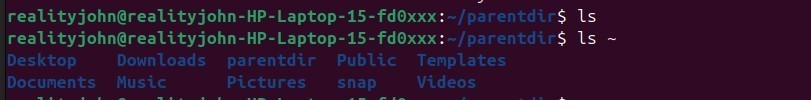 realityjohn@realityjohn-HP-Laptop-15-fd0xxx:~/parentdir$ ls
realityjohn@realityjohn-HP-Laptop-15-fd0xxx:~/parentdir$ ls ~
Desktop    Downloads  parentdir  Public  Templates
Documents  Music      Pictures   snap    Videos